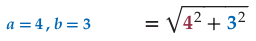 a = 4 , b = 3 = √4² + 3²